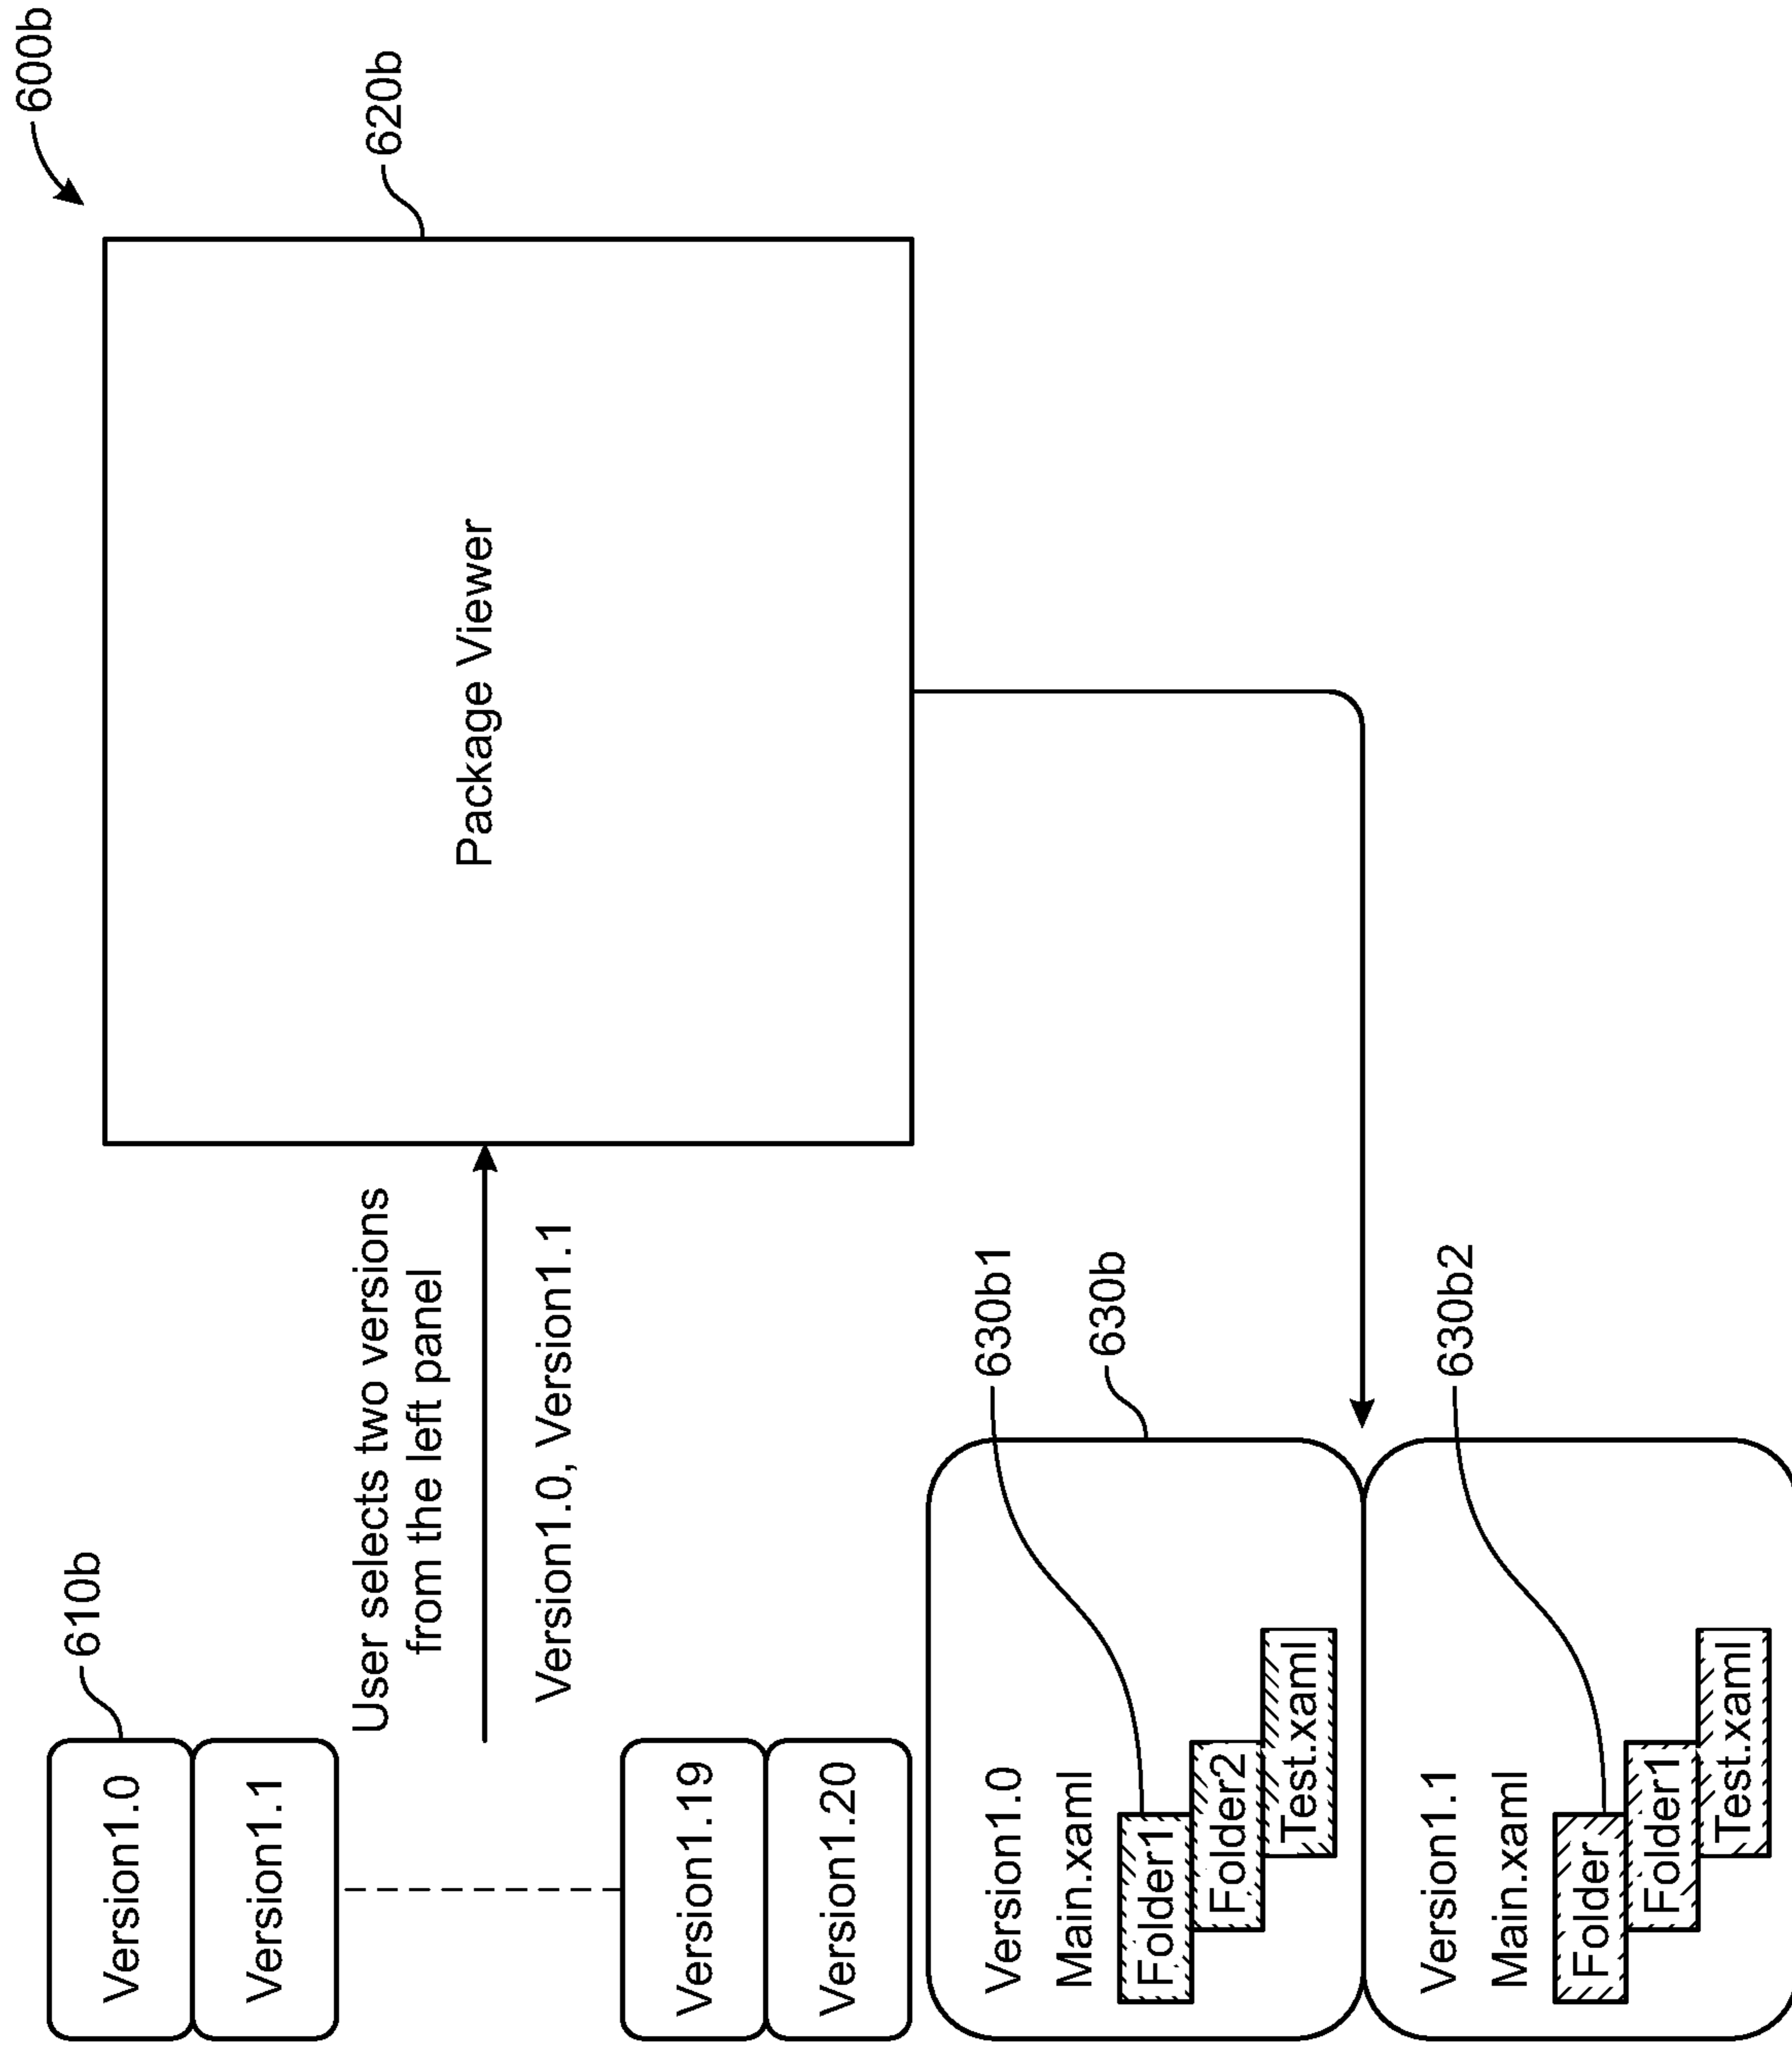 600b
610b
Version1.0
Version1.1
Version1.19
Version1.20
User selects two versions
from the left panel
Version1.0, Version1.1
620b
Package Viewer
630b1
630b
Version1.0
Main.xaml
Folder1
Folder2
Test.xaml
630b2
Version1.1
Main.xaml
Folder
Folder1
Test.xaml